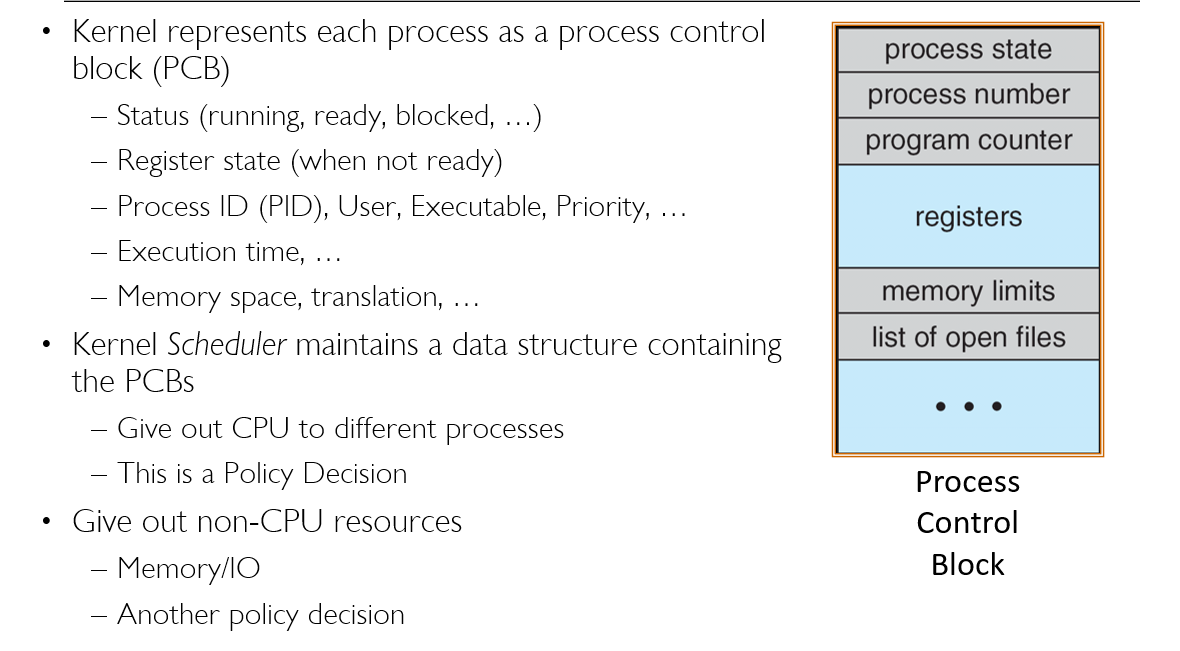 • Kernel represents each process as a process control
block (PCB)
– Status (running, ready, blocked, …)
– Register state (when not ready)
– Process ID (PID), User, Executable, Priority, …
– Execution time, …
– Memory space, translation, …
• Kernel Scheduler maintains a data structure containing
the PCBs
– Give out CPU to different processes
– This is a Policy Decision
• Give out non-CPU resources
– Memory/IO
– Another policy decision
process state
process number
program counter
registers
memory limits
list of open files
• • •
Process
Control
Block